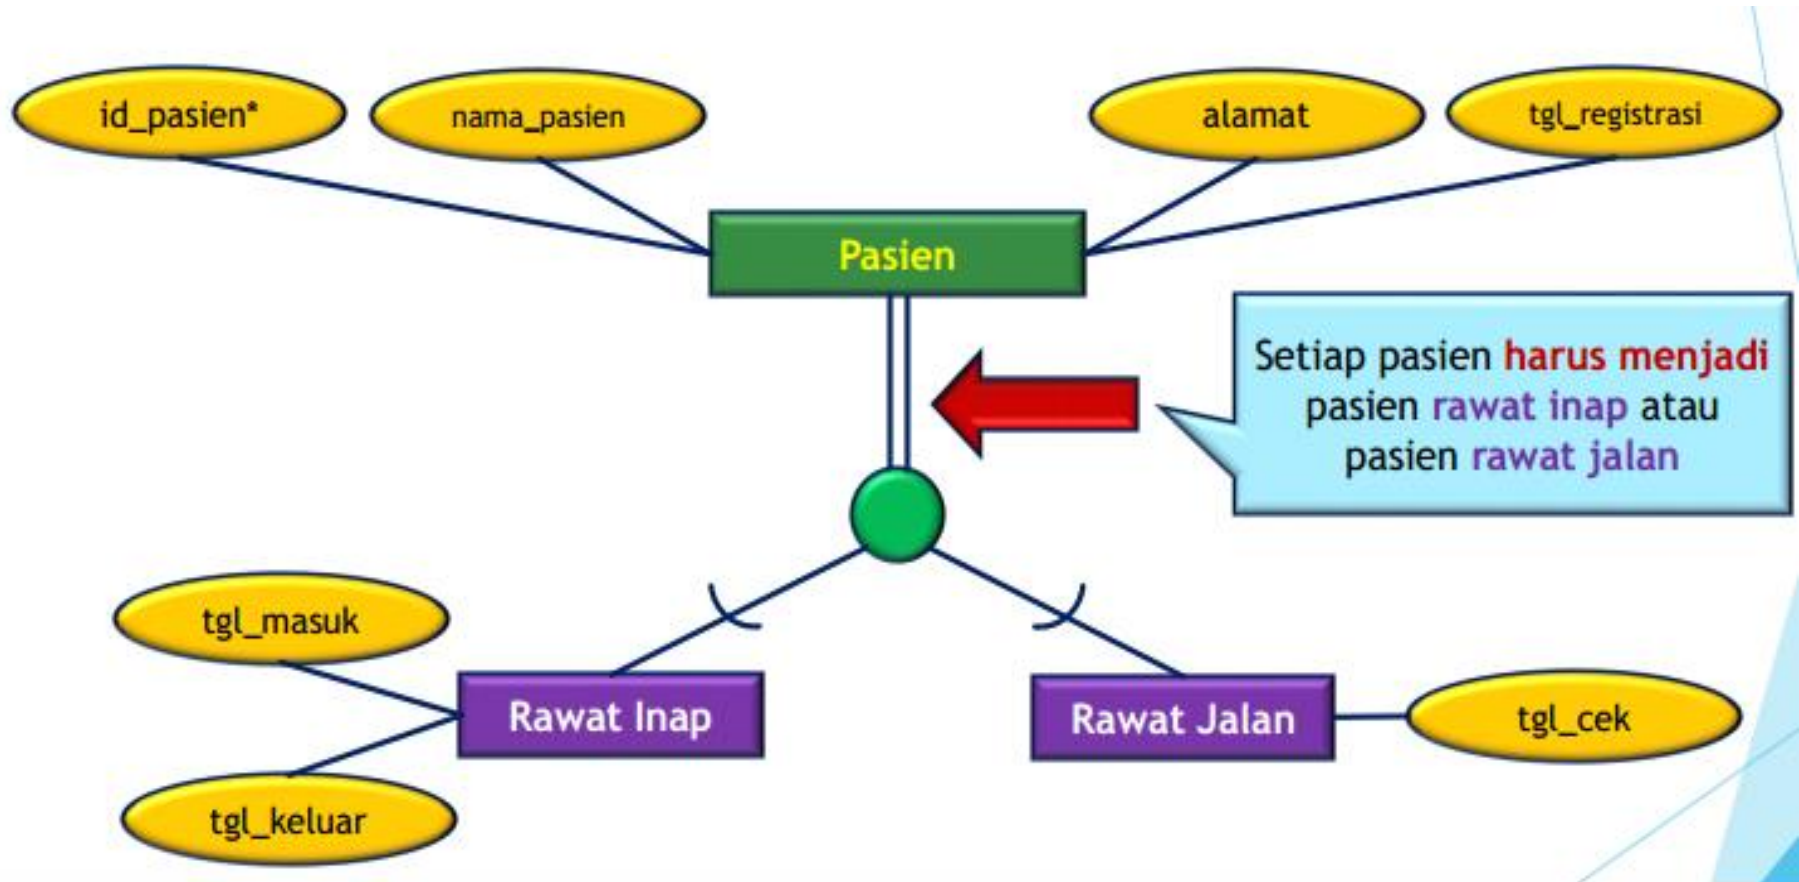 id_pasien*
nama_pasien
alamat
tgl_registrasi
Pasien
Setiap pasien harus menjadi
pasien rawat inap atau
pasien rawat jalan
tgl_masuk
Rawat Inap
Rawat Jalan
tgl_cek
tgl_keluar